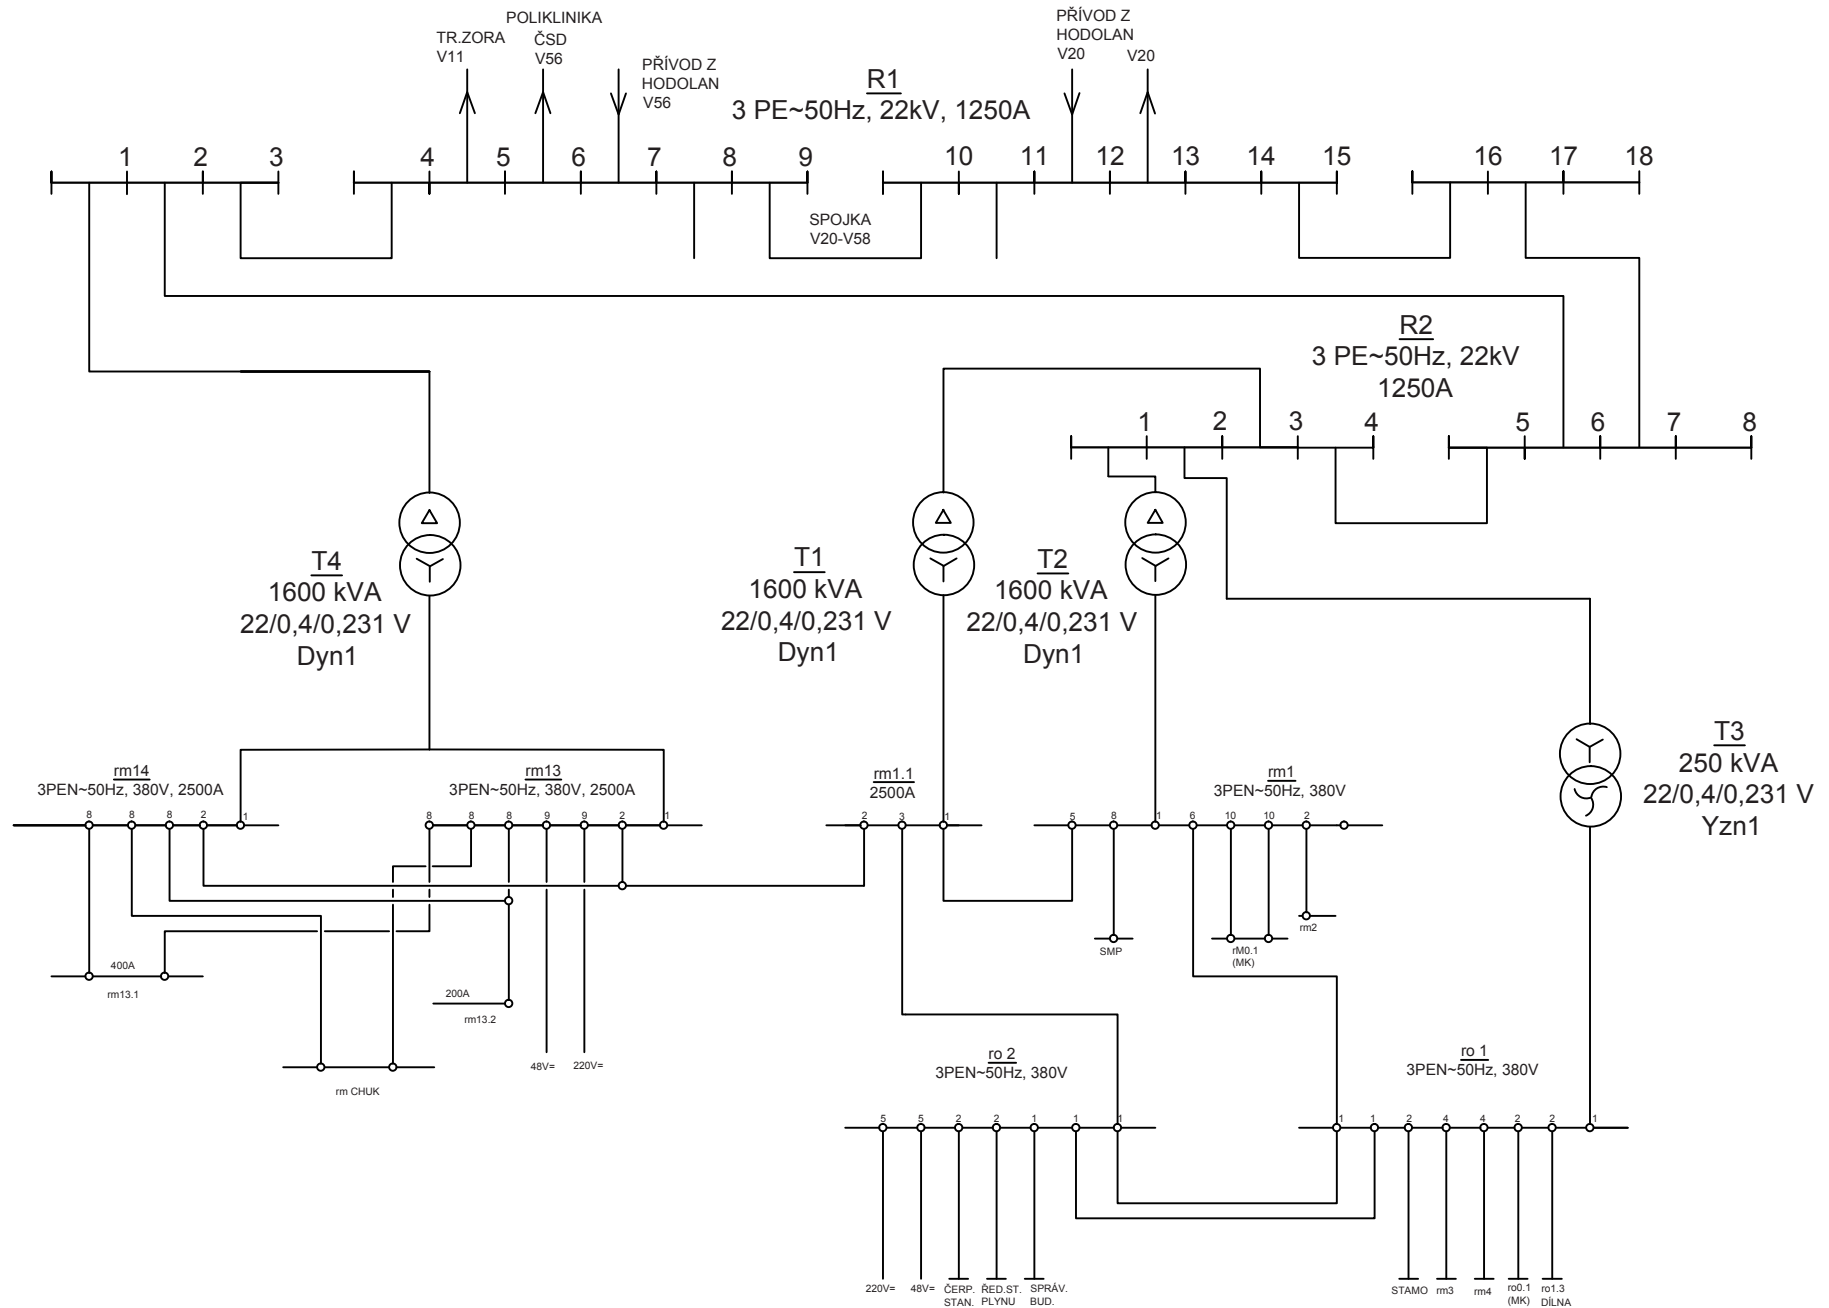 POLIKLINIKA
TR.ZORA
V11
ČSD
V56
PŘÍVOD Z
HODOLAN
V56
R1
3 PE~50Hz, 22kV, 1250A
PŘÍVOD Z
HODOLAN
V20
V20
1 2 3 4 5 6 7 8 9 10 11 12 13 14 15 16 17 18
SPOJKA
V20-V58
R2
3 PE~50Hz, 22kV
1250A
1 2 3 4 5 6 7 8
T4
1600 kVA
22/0,4/0,231 V
Dyn1
T1
1600 kVA
22/0,4/0,231 V
Dyn1
T2
1600 kVA
22/0,4/0,231 V
Dyn1
T3
250 kVA
22/0,4/0,231 V
Yzn1
rm14
3PEN~50Hz, 380V, 2500A
8 8 8 2 1
rm13
3PEN~50Hz, 380V, 2500A
8 8 8 9 9 2 1
rm1.1
2500A
2 3 1
rm1
3PEN~50Hz, 380V
5 8 1 6 10 10 2
400A
rm13.1
200A
rm13.2
48V=
220V=
rm CHUK
SMP
rM0.1
(MK)
rm2
ro 2
3PEN~50Hz, 380V
5 5 2 2 1 1 1
ro 1
3PEN~50Hz, 380V
1 1 2 4 4 2 2 1
220V=
48V=
ČERP.
STAN.
ŘED.ST.
PLYNU
SPRÁV.
BUD.
STAMO
rm3
rm4
ro0.1
(MK)
ro1.3
DÍLNA